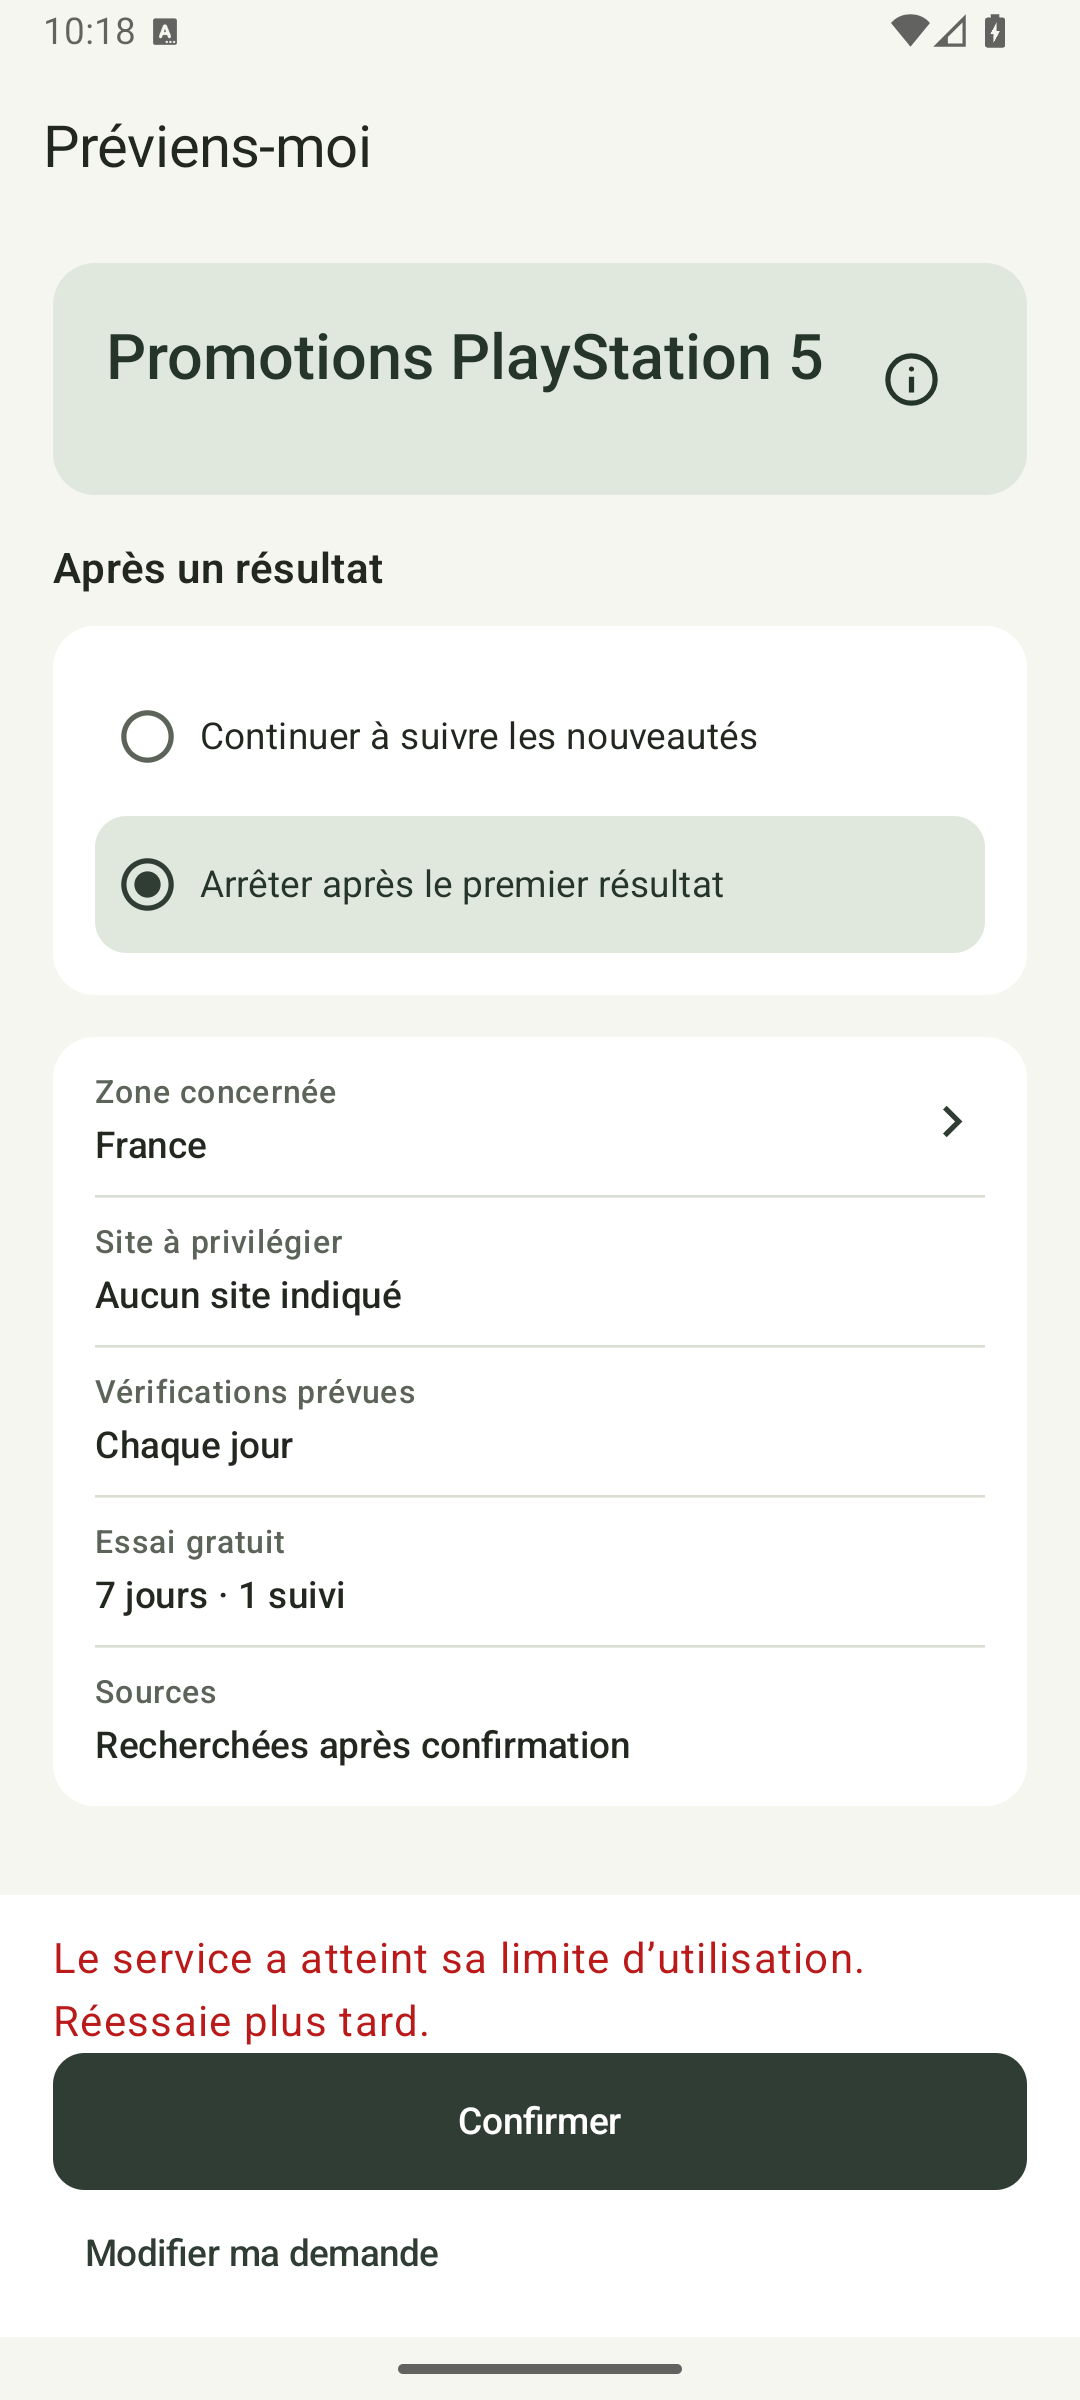 10:18
Préviens-moi
Promotions PlayStation 5
Après un résultat
Continuer à suivre les nouveautés
Arrêter après le premier résultat
Zone concernée
France
Site à privilégier
Aucun site indiqué
Vérifications prévues
Chaque jour
Essai gratuit
7 jours · 1 suivi
Sources
Recherchées après confirmation
Le service a atteint sa limite d’utilisation.
Réessaie plus tard.
Confirmer
Modifier ma demande